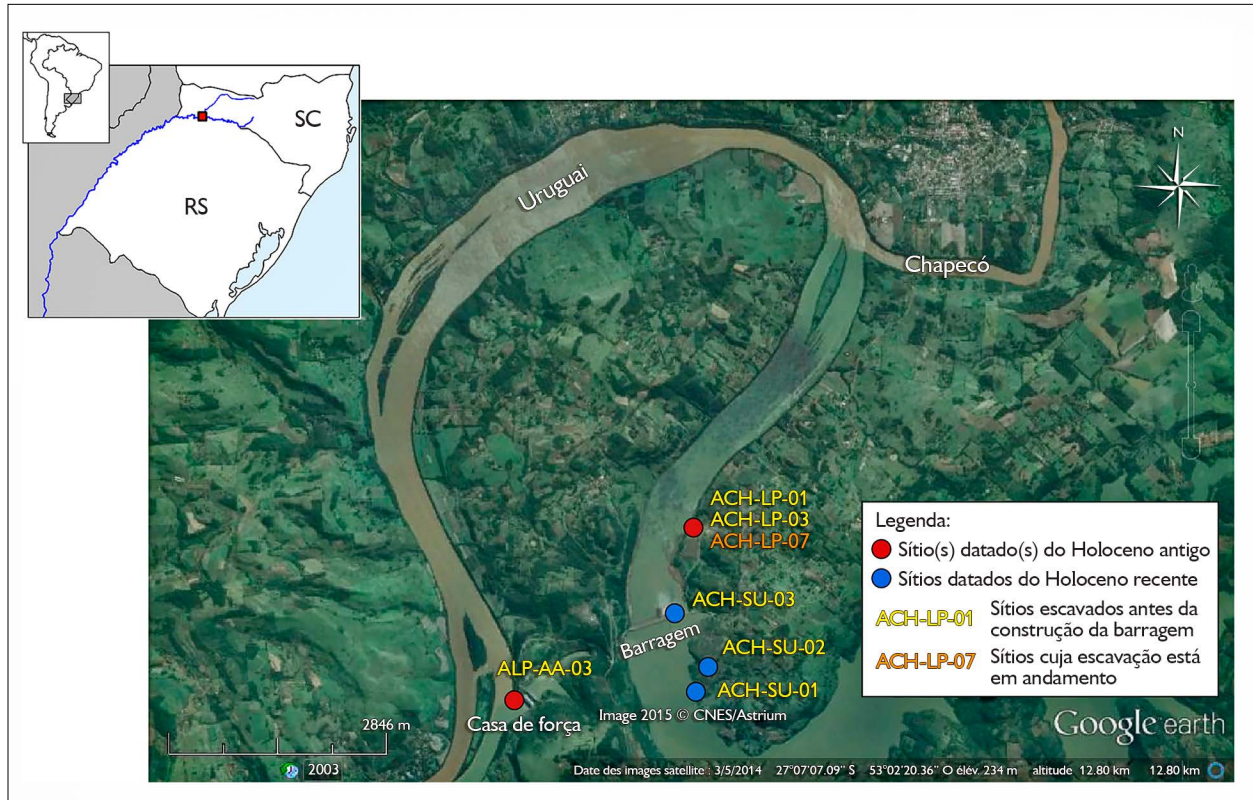 SC
RS
N
Uruguai
Chapecó
ACH-LP-01
ACH-LP-03
ACH-LP-07
ACH-SU-03
Barragem
ACH-SU-02
ACH-SU-01
ALP-AA-03
Casa de força
Legenda:
Sítio(s) datado(s) do Holoceno antigo
Sítios datados do Holoceno recente
ACH-LP-01 Sítios escavados antes da
construção da barragem
ACH-LP-07 Sítios cuja escavação está
em andamento
Image 2015 © CNES/Astrium
Google earth
2846 m
2003
Date des images satellite : 3/5/2014 27°07'07.09" S 53°02'20.36" O élév. 234 m altitude 12.80 km 12.80 km